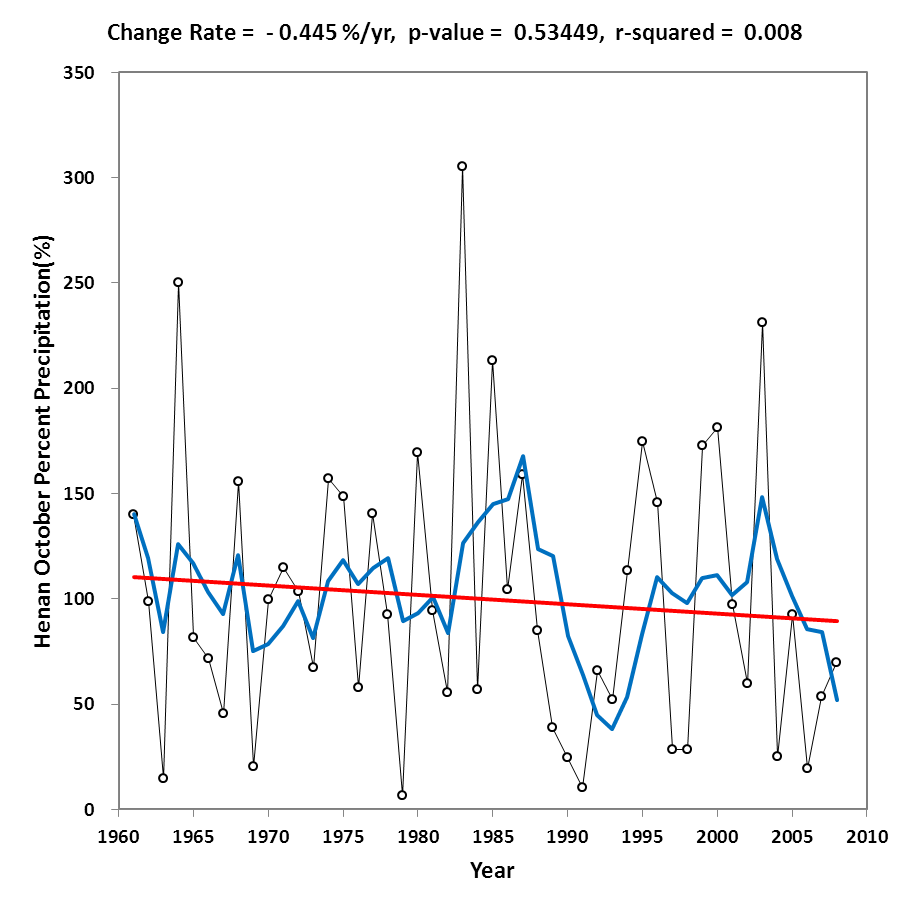 Change Rate = - 0.445 %/yr, p-value = 0.53449, r-squared = 0.008
350
300
250
200
150
100
50
0
Henan October Percent Precipitation(%)
1960 1965 1970 1975 1980 1985 1990 1995 2000 2005 2010
Year